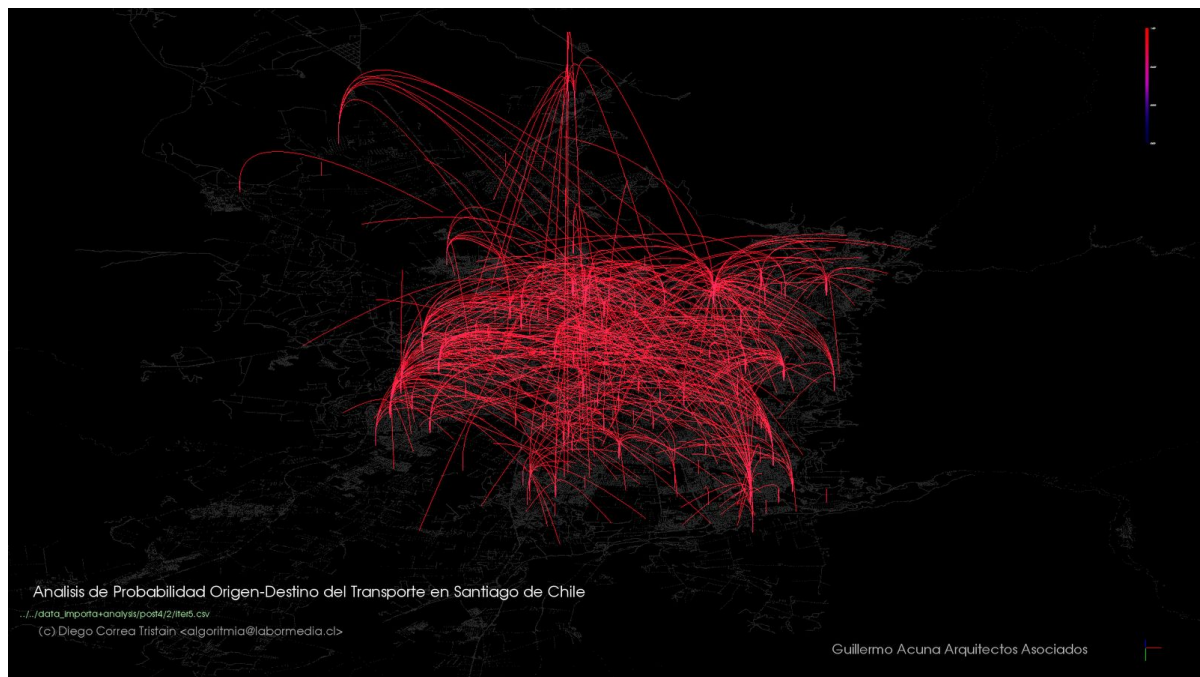 Analisis de Probabilidad Origen-Destino del Transporte en Santiago de Chile
../../data_importa+analysis/post4/2/iter5.csv
(c) Diego Correa Tristain <algoritmia@labormedia.cl>
Guillermo Acuna Arquitectos Asociados